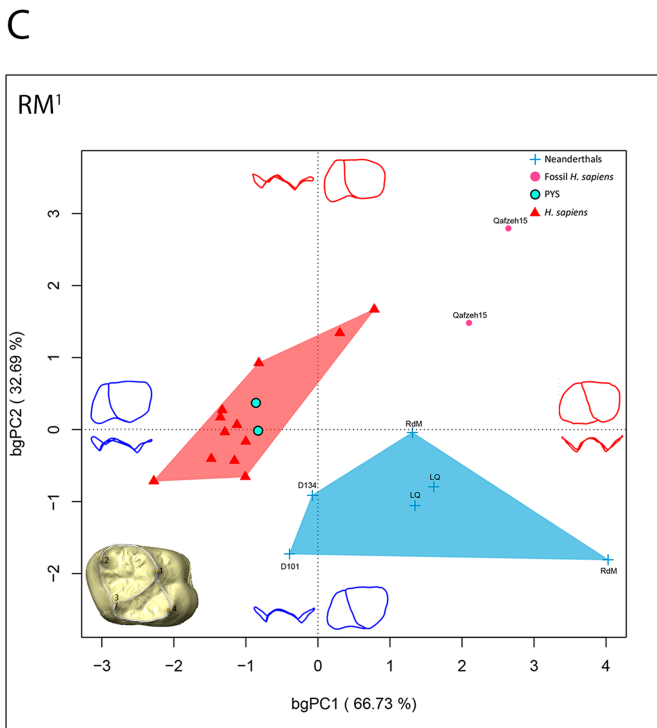 C
RM¹
Neanderthals
Fossil H. sapiens
PYS
H. sapiens
Qafzeh15
Qafzeh15
RdM
LQ
D134
LQ
D101
RdM
2
1
3
4
3
2
1
0
−1
−2
bgPC2 ( 32.69 %)
−3 −2 −1 0 1 2 3 4
bgPC1 ( 66.73 %)